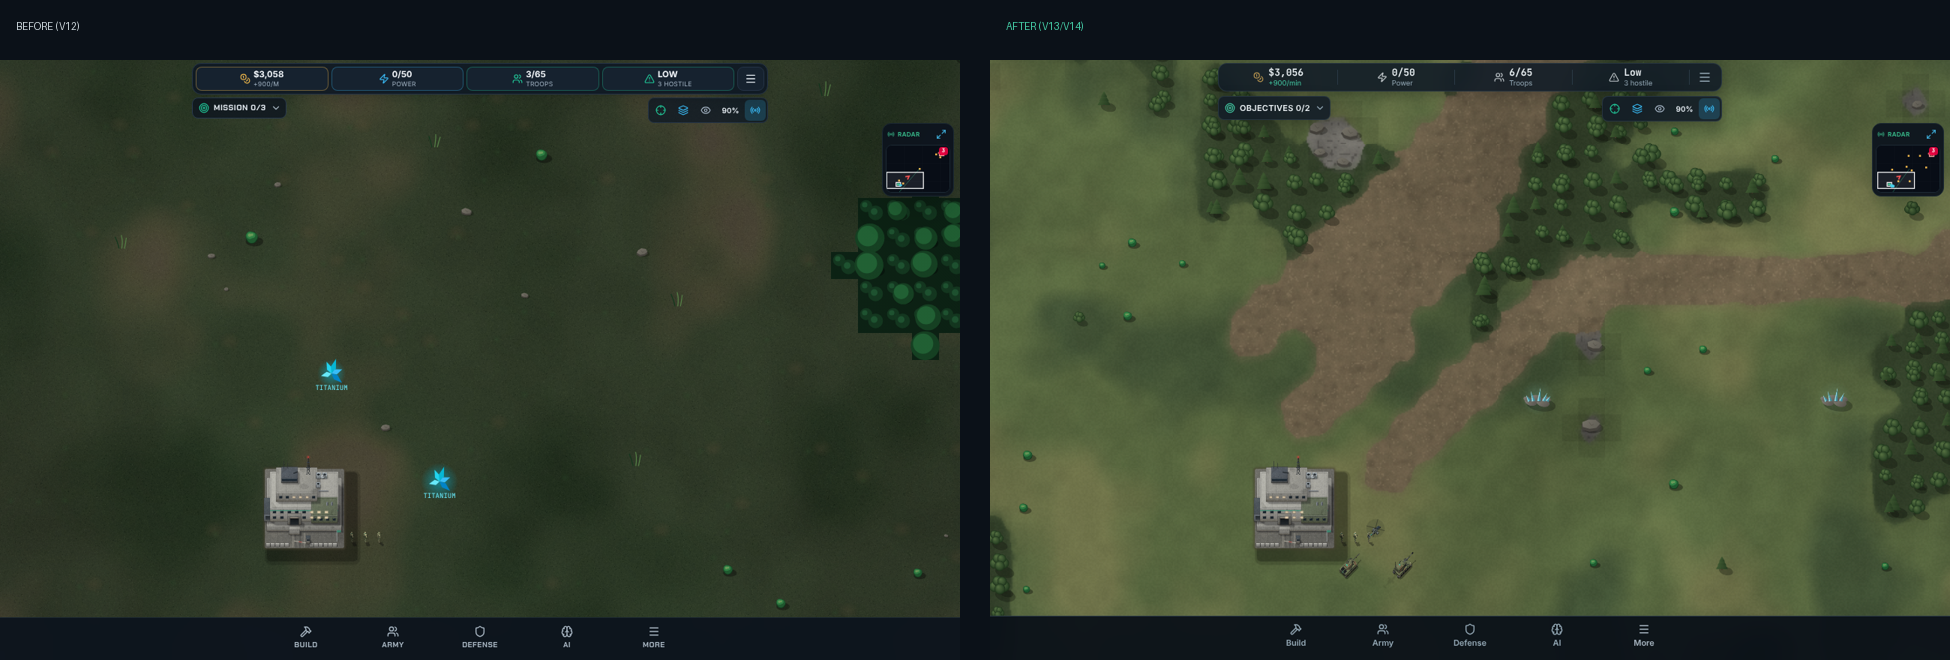 BEFORE (V12)
AFTER (V13/V14)
$3,058
+900/M
0/50
POWER
3/65
TROOPS
LOW
3 HOSTILE
MISSION 0/3
90%
RADAR
3
TITANIUM
TITANIUM
BUILD
ARMY
DEFENSE
AI
MORE
$3,056
+900/min
0/50
Power
6/65
Troops
Low
3 hostile
OBJECTIVES 0/2
90%
RADAR
3
Build
Army
Defense
AI
More